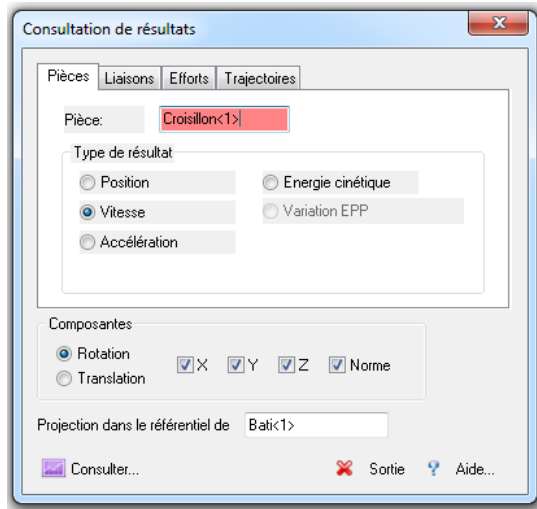 Consultation de résultats
Pièces Liaisons Efforts Trajectoires
Pièce: Croisillon<1>
Type de résultat
Position Energie cinétique
Vitesse Variation EPP
Accélération
Composantes
Rotation X Y Z Norme
Translation
Projection dans le référentiel de Bati<1>
Consulter... Sortie Aide...